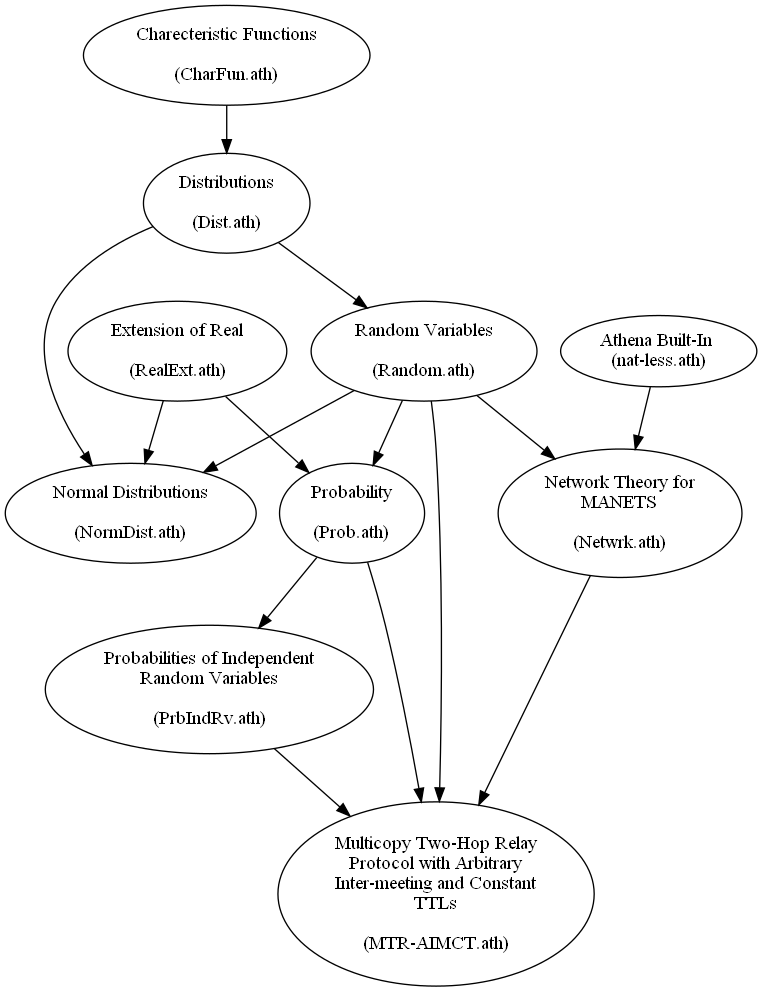 Charecteristic Functions
(CharFun.ath)
Distributions
(Dist.ath)
Extension of Real
(RealExt.ath)
Random Variables
(Random.ath)
Athena Built-In
(nat-less.ath)
Normal Distributions
(NormDist.ath)
Probability
(Prob.ath)
Network Theory for
MANETS
(Netwrk.ath)
Probabilities of Independent
Random Variables
(PrbIndRv.ath)
Multicopy Two-Hop Relay
Protocol with Arbitrary
Inter-meeting and Constant
TTLs
(MTR-AIMCT.ath)